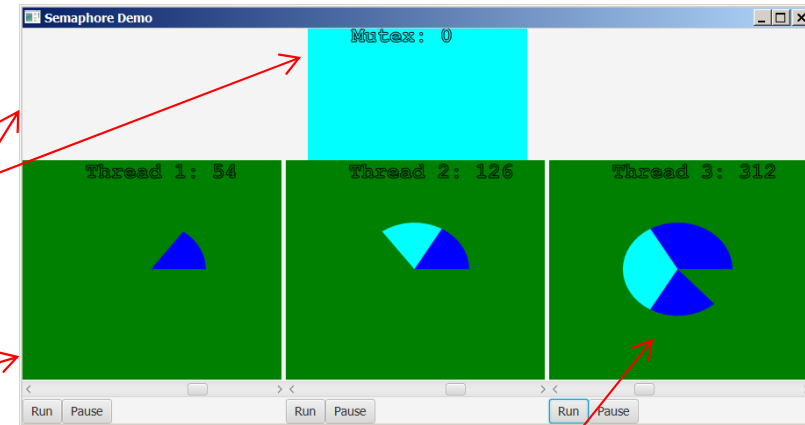 Semaphore Demo
Mutex: 0
Thread 1: 54
Thread 2: 126
Thread 3: 312
Run Pause
Run Pause
Run Pause